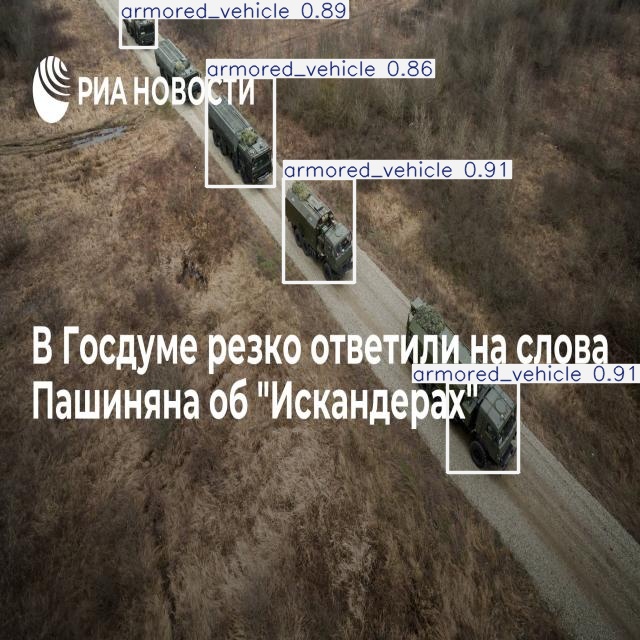 armored_vehicle 0.89
armored_vehicle 0.86
РИА НОВОСТИ
armored_vehicle 0.91
В Госдуме резко ответили на слова
Пашиняна об "Искандерах"
armored_vehicle 0.91